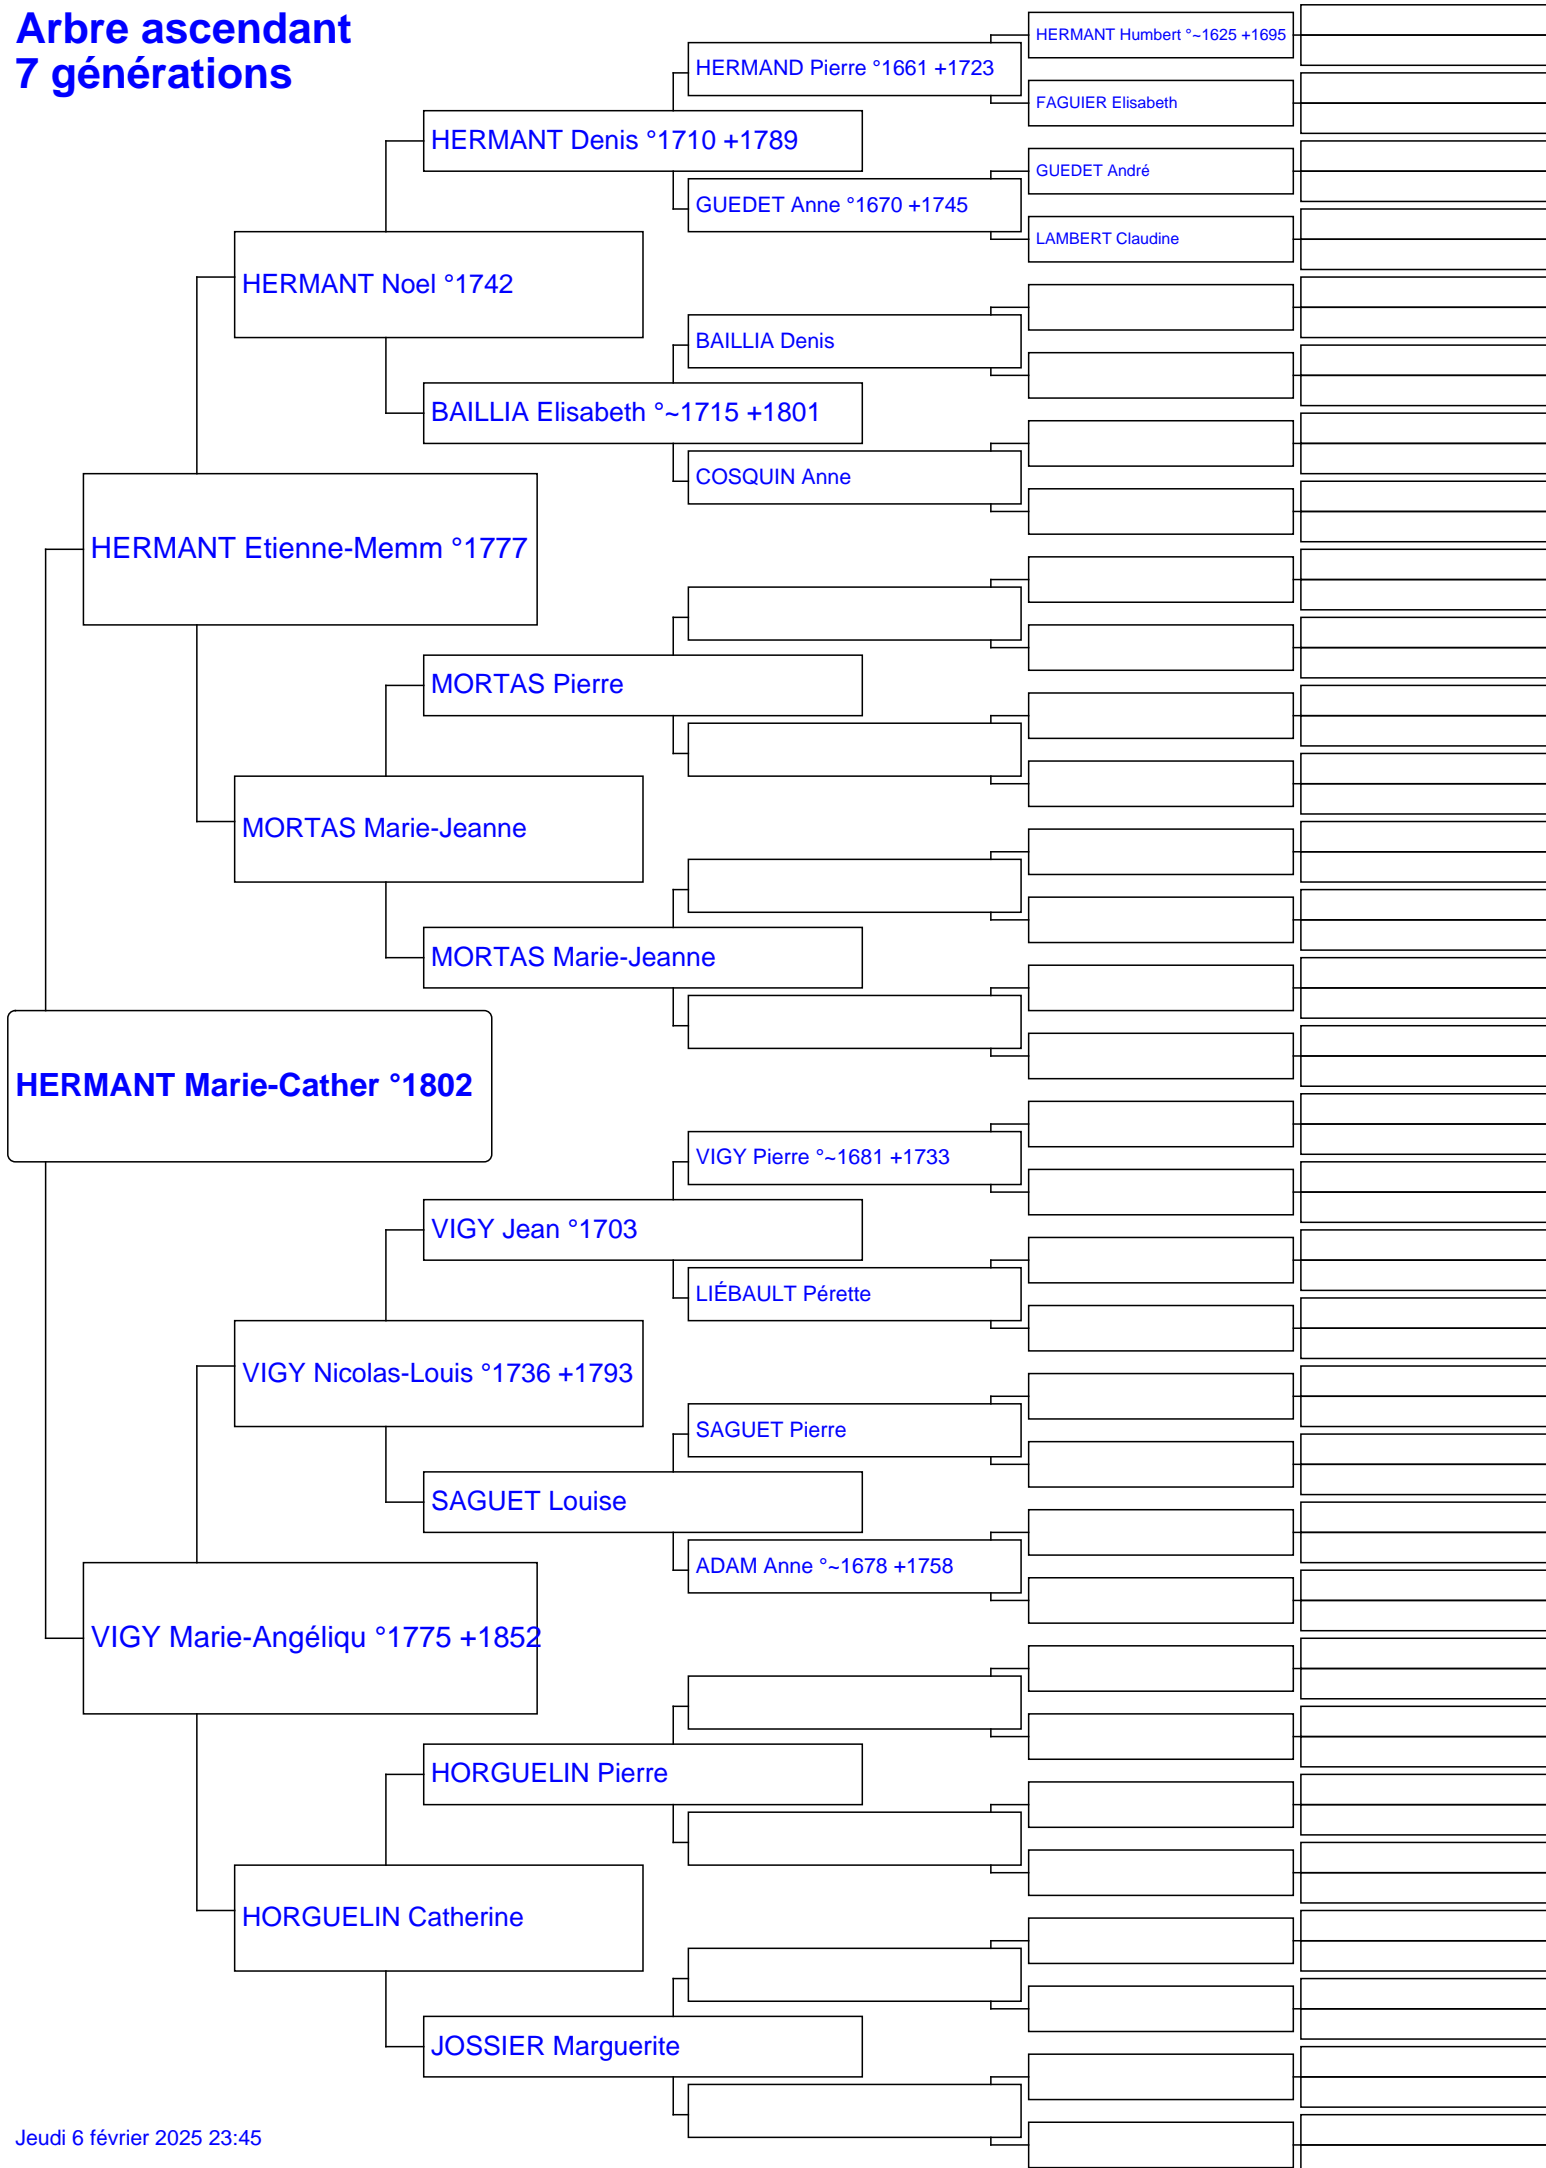 Arbre ascendant
7 générations
HERMANT Humbert °~1625 +1695
HERMAND Pierre °1661 +1723
FAGUIER Elisabeth
HERMANT Denis °1710 +1789
GUEDET André
GUEDET Anne °1670 +1745
LAMBERT Claudine
HERMANT Noel °1742
BAILLIA Denis
BAILLIA Elisabeth °~1715 +1801
COSQUIN Anne
HERMANT Etienne-Memm °1777
MORTAS Pierre
MORTAS Marie-Jeanne
MORTAS Marie-Jeanne
HERMANT Marie-Cather °1802
VIGY Pierre °~1681 +1733
VIGY Jean °1703
LIÉBAULT Pérette
VIGY Nicolas-Louis °1736 +1793
SAGUET Pierre
SAGUET Louise
ADAM Anne °~1678 +1758
VIGY Marie-Angéliqu °1775 +1852
HORGUELIN Pierre
HORGUELIN Catherine
JOSSIER Marguerite
Jeudi 6 février 2025 23:45